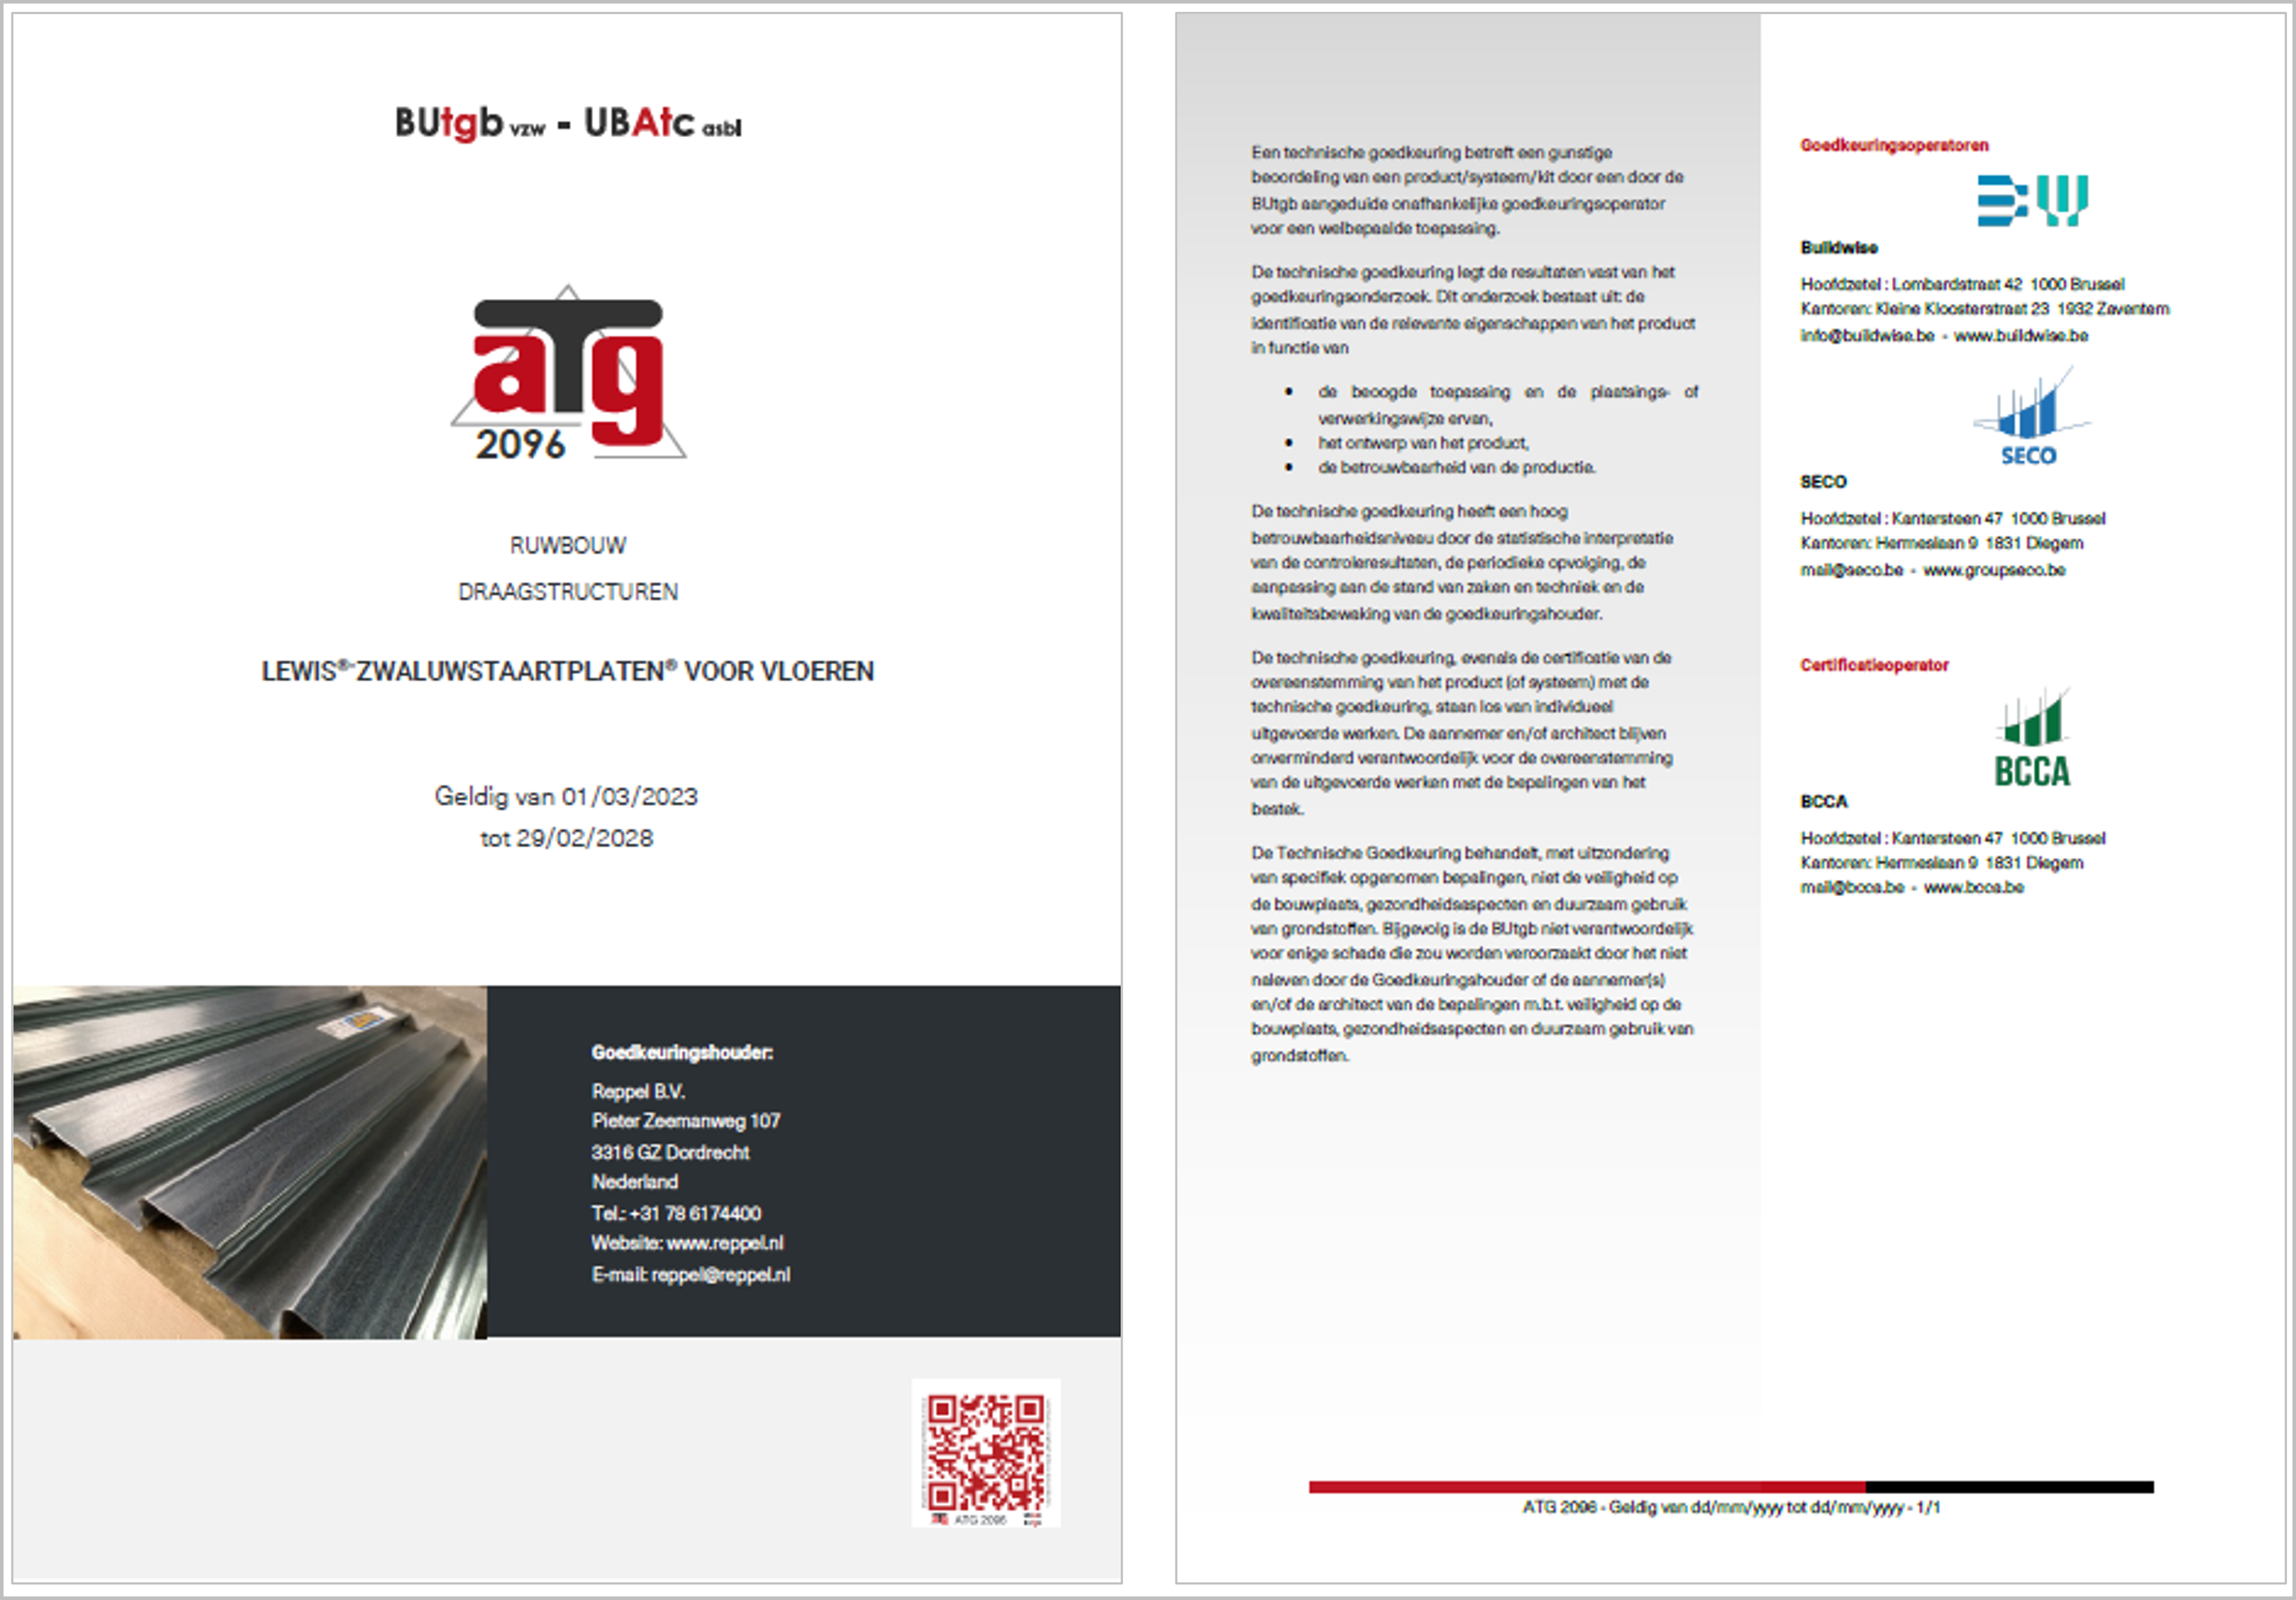 BUtgb vzw - UBAtc asbl
aTg
2096
RUWBOUW
DRAAGSTRUCTUREN
LEWIS®-ZWALUWSTAARTPLATEN® VOOR VLOEREN
Geldig van 01/03/2023
tot 29/02/2028
Goedkeuringshouder:
Reppel B.V.
Pieter Zeemanweg 107
3316 GZ Dordrecht
Nederland
Tel.: +31 78 6174400
Website: www.reppel.nl
E-mail: reppel@reppel.nl
ATG 2096
Een technische goedkeuring betreft een gunstige
beoordeling van een product/systeem/kit door een door de
BUtgb aangeduide onafhankelijke goedkeuringsoperator
voor een welbepaalde toepassing.
De technische goedkeuring legt de resultaten vast van het
goedkeuringsonderzoek. Dit onderzoek bestaat uit: de
identificatie van de relevante eigenschappen van het product
in functie van
• de beoogde toepassing en de plaatsings- of
verwerkingswijze ervan,
• het ontwerp van het product,
• de betrouwbaarheid van de productie.
De technische goedkeuring heeft een hoog
betrouwbaarheidsniveau door de statistische interpretatie
van de controleresultaten, de periodieke opvolging, de
aanpassing aan de stand van zaken en techniek en de
kwaliteitsbewaking van de goedkeuringshouder.
De technische goedkeuring, evenals de certificatie van de
overeenstemming van het product (of systeem) met de
technische goedkeuring, staan los van individueel
uitgevoerde werken. De aannemer en/of architect blijven
onverminderd verantwoordelijk voor de overeenstemming
van de uitgevoerde werken met de bepalingen van het
bestek.
De Technische Goedkeuring behandelt, met uitzondering
van specifiek opgenomen bepalingen, niet de veiligheid op
de bouwplaats, gezondheidsaspecten en duurzaam gebruik
van grondstoffen. Bijgevolg is de BUtgb niet verantwoordelijk
voor enige schade die zou worden veroorzaakt door het niet
naleven door de Goedkeuringshouder of de aannemer(s)
en/of de architect van de bepalingen m.b.t. veiligheid op de
bouwplaats, gezondheidsaspecten en duurzaam gebruik van
grondstoffen.
Goedkeuringsoperatoren
BW
Buildwise
Hoofdzetel : Lombardstraat 42 1000 Brussel
Kantoren: Kleine Kloosterstraat 23 1932 Zaventem
info@buildwise.be - www.buildwise.be
SECO
SECO
Hoofdzetel : Kantersteen 47 1000 Brussel
Kantoren: Hermeslaan 9 1831 Diegem
mail@seco.be - www.groupseco.be
Certificatieoperator
BCCA
BCCA
Hoofdzetel : Kantersteen 47 1000 Brussel
Kantoren: Hermeslaan 9 1831 Diegem
mail@bcca.be - www.bcca.be
ATG 2096 - Geldig van dd/mm/yyyy tot dd/mm/yyyy - 1/1